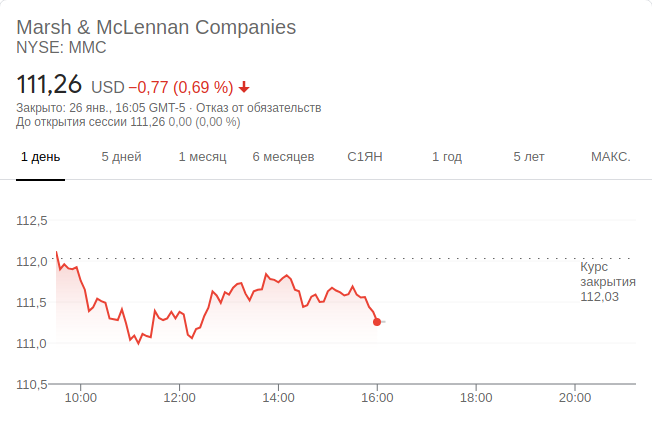 Marsh & McLennan Companies
NYSE: MMC
111,26 USD −0,77 (0,69 %)
Закрыто: 26 янв., 16:05 GMT-5 · Отказ от обязательств
До открытия сессии 111,26 0,00 (0,00 %)
1 день 5 дней 1 месяц 6 месяцев С1ЯН 1 год 5 лет МАКС.
112,5
112,0
111,5
111,0
110,5
Курс
закрытия
112,03
10:00 12:00 14:00 16:00 18:00 20:00